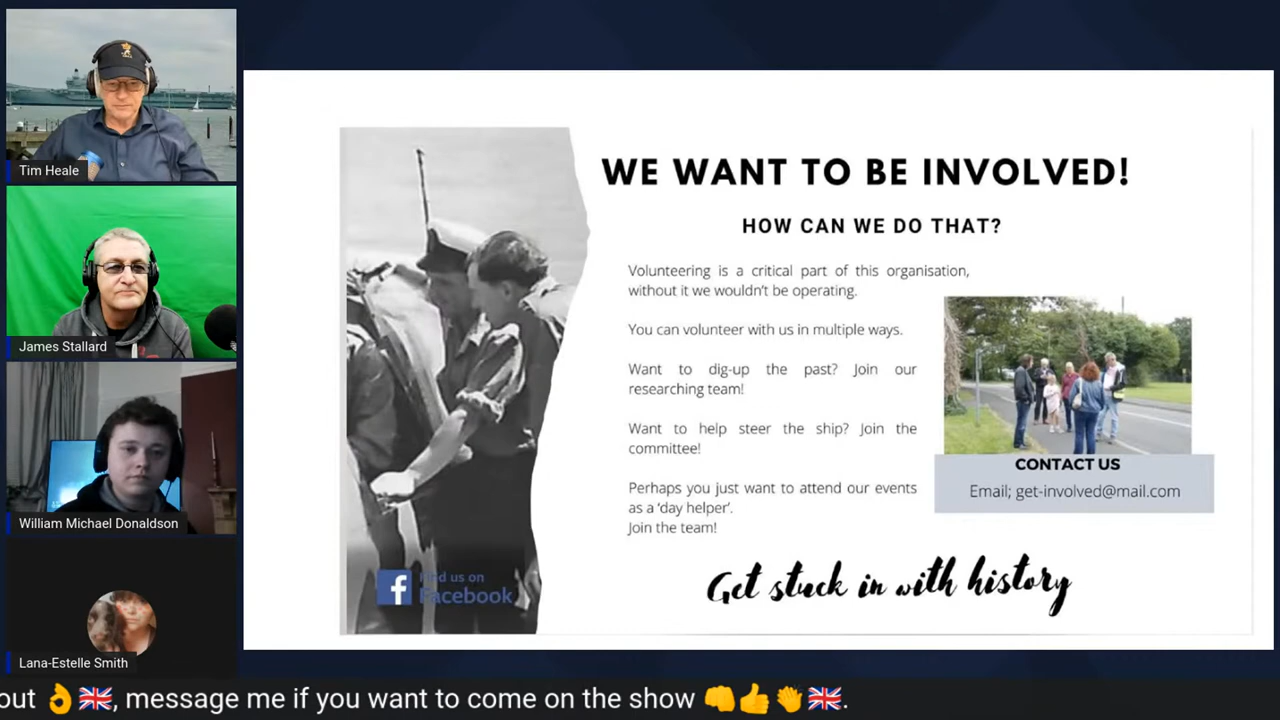 Tim Heale
James Stallard
William Michael Donaldson
Lana-Estelle Smith
WE WANT TO BE INVOLVED!
HOW CAN WE DO THAT?
Volunteering is a critical part of this organisation,
without it we wouldn't be operating.
You can volunteer with us in multiple ways.
Want to dig-up the past? Join our
researching team!
Want to help steer the ship? Join the
committee!
Perhaps you just want to attend our events
as a 'day helper'.
Join the team!
CONTACT US
Email; get-involved@mail.com
Get stuck in with history
Find us on
Facebook
out 👌🇬🇧, message me if you want to come on the show 👊👍👏🇬🇧.